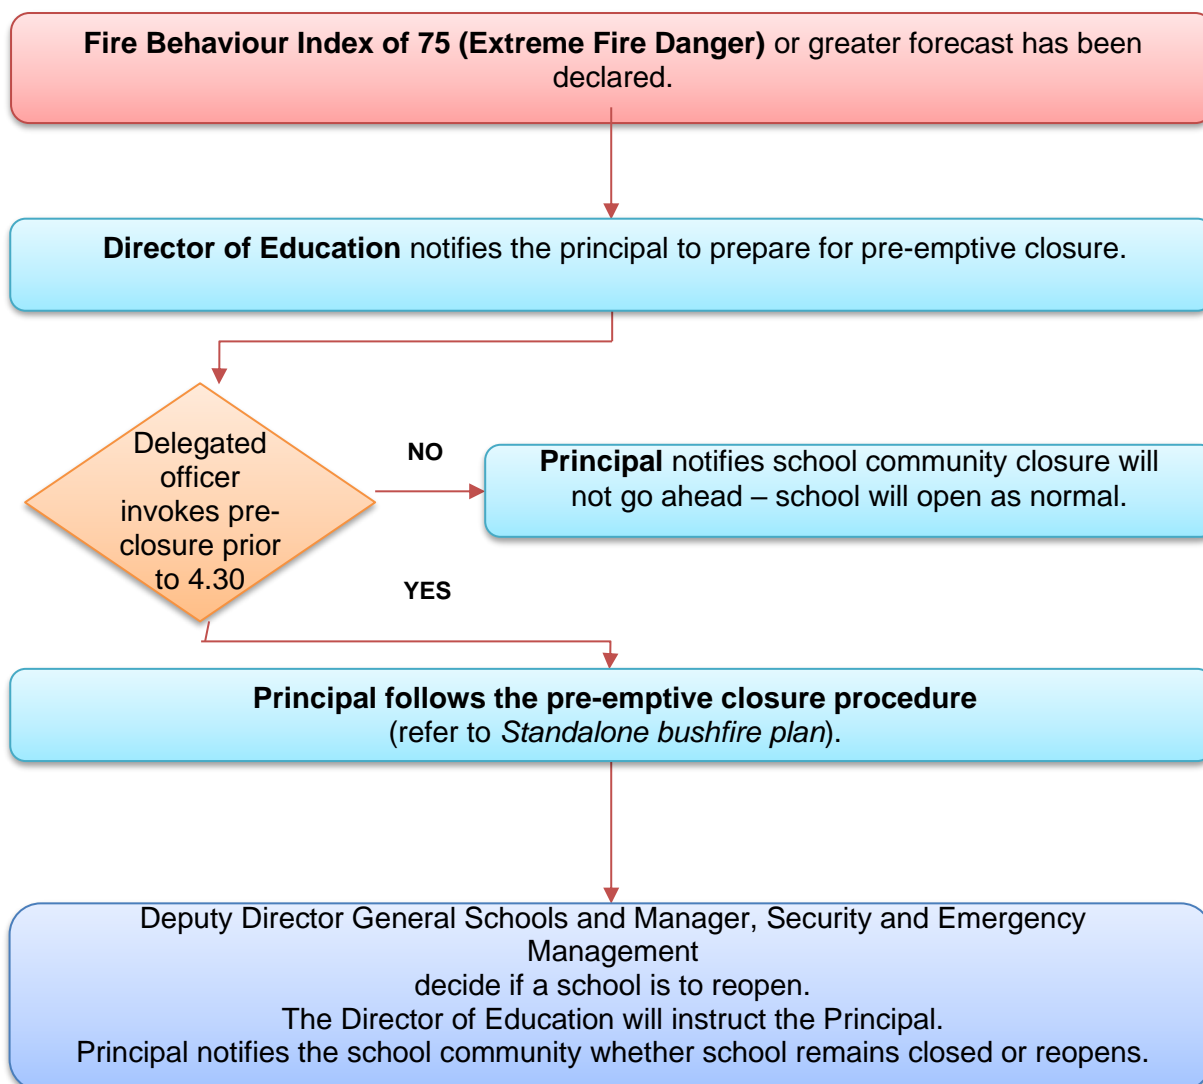 Fire Behaviour Index of 75 (Extreme Fire Danger) or greater forecast has been
declared.
Director of Education notifies the principal to prepare for pre-emptive closure.
Delegated
officer
invokes pre-
closure prior
to 4.30
NO
Principal notifies school community closure will
not go ahead – school will open as normal.
YES
Principal follows the pre-emptive closure procedure
(refer to Standalone bushfire plan).
Deputy Director General Schools and Manager, Security and Emergency
Management
decide if a school is to reopen.
The Director of Education will instruct the Principal.
Principal notifies the school community whether school remains closed or reopens.